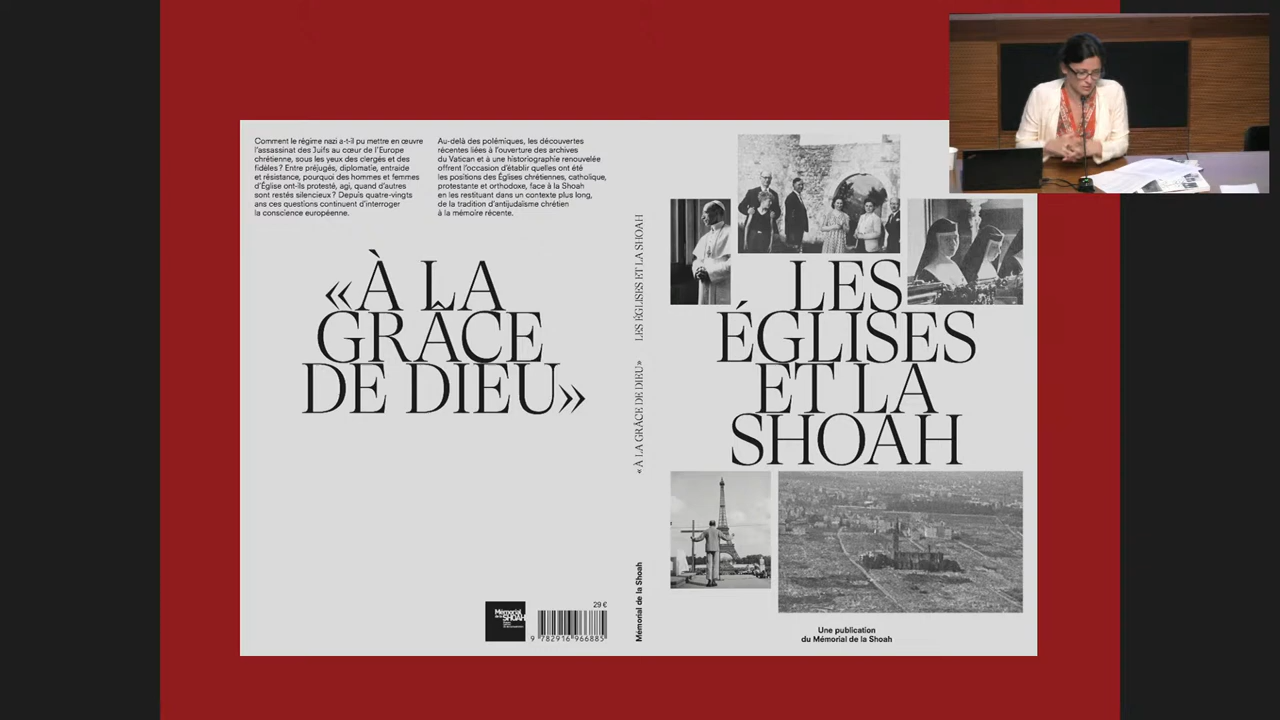 Comment le régime nazi a-t-il pu mettre en œuvre
l'assassinat des Juifs au cœur de l'Europe
chrétienne, sous les yeux des clergés et des
fidèles ? Entre préjugés, diplomatie, entraide
et résistance, pourquoi des hommes et femmes
d'Église ont-ils protesté, agi, quand d'autres
sont restés silencieux ? Depuis quatre-vingts
ans ces questions continuent d'interroger
la conscience européenne.
Au-delà des polémiques, les découvertes
récentes liées à l'ouverture des archives
du Vatican et à une historiographie renouvelée
offrent l'occasion d'établir quelles ont été
les positions des Églises chrétiennes, catholique,
protestante et orthodoxe, face à la Shoah
en les restituant dans un contexte plus long,
de la tradition d'antijudaïsme chrétien
à la mémoire récente.
«À LA
GRÂCE
DE DIEU»
29 €
Mémorial
de la SHOAH
9 782916 966885
« À LA GRÂCE DE DIEU » LES ÉGLISES ET LA SHOAH
Mémorial de la Shoah
LES
ÉGLISES
ET LA
SHOAH
Une publication
du Mémorial de la Shoah